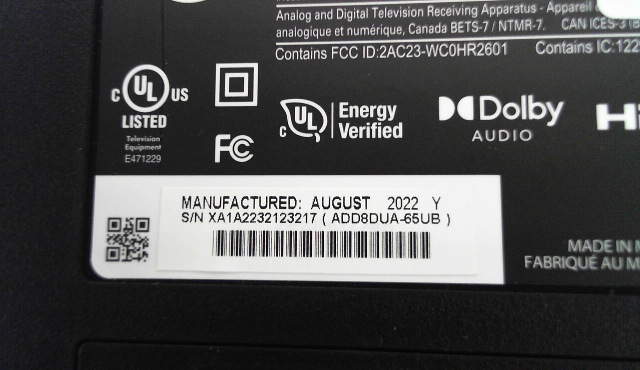 Analog and Digital Television Receiving Apparatus - Appareil
analogique et numérique, Canada BETS-7 / NTMR-7. CAN ICES-3
Contains FCC ID:2AC23-WC0HR2601 Contains IC:122
C UL US
LISTED
Television
Equipment
E471229
FC
C UL Energy
Verified
Dolby
AUDIO
Hi
MANUFACTURED: AUGUST 2022 Y
S/N XA1A2232123217 ( ADD8DUA-65UB )
MADE IN M
FABRIQUÉ AU M